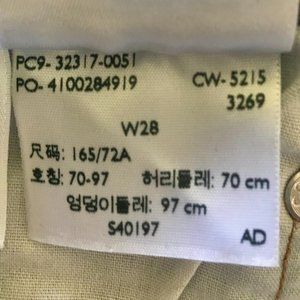 PC9- 32317-0051
PO- 4100284919 CW- 5215
3269
W28
尺码: 165/72A
호칭: 70-97 허리둘레: 70 cm
엉덩이둘레: 97 cm
S40197 AD